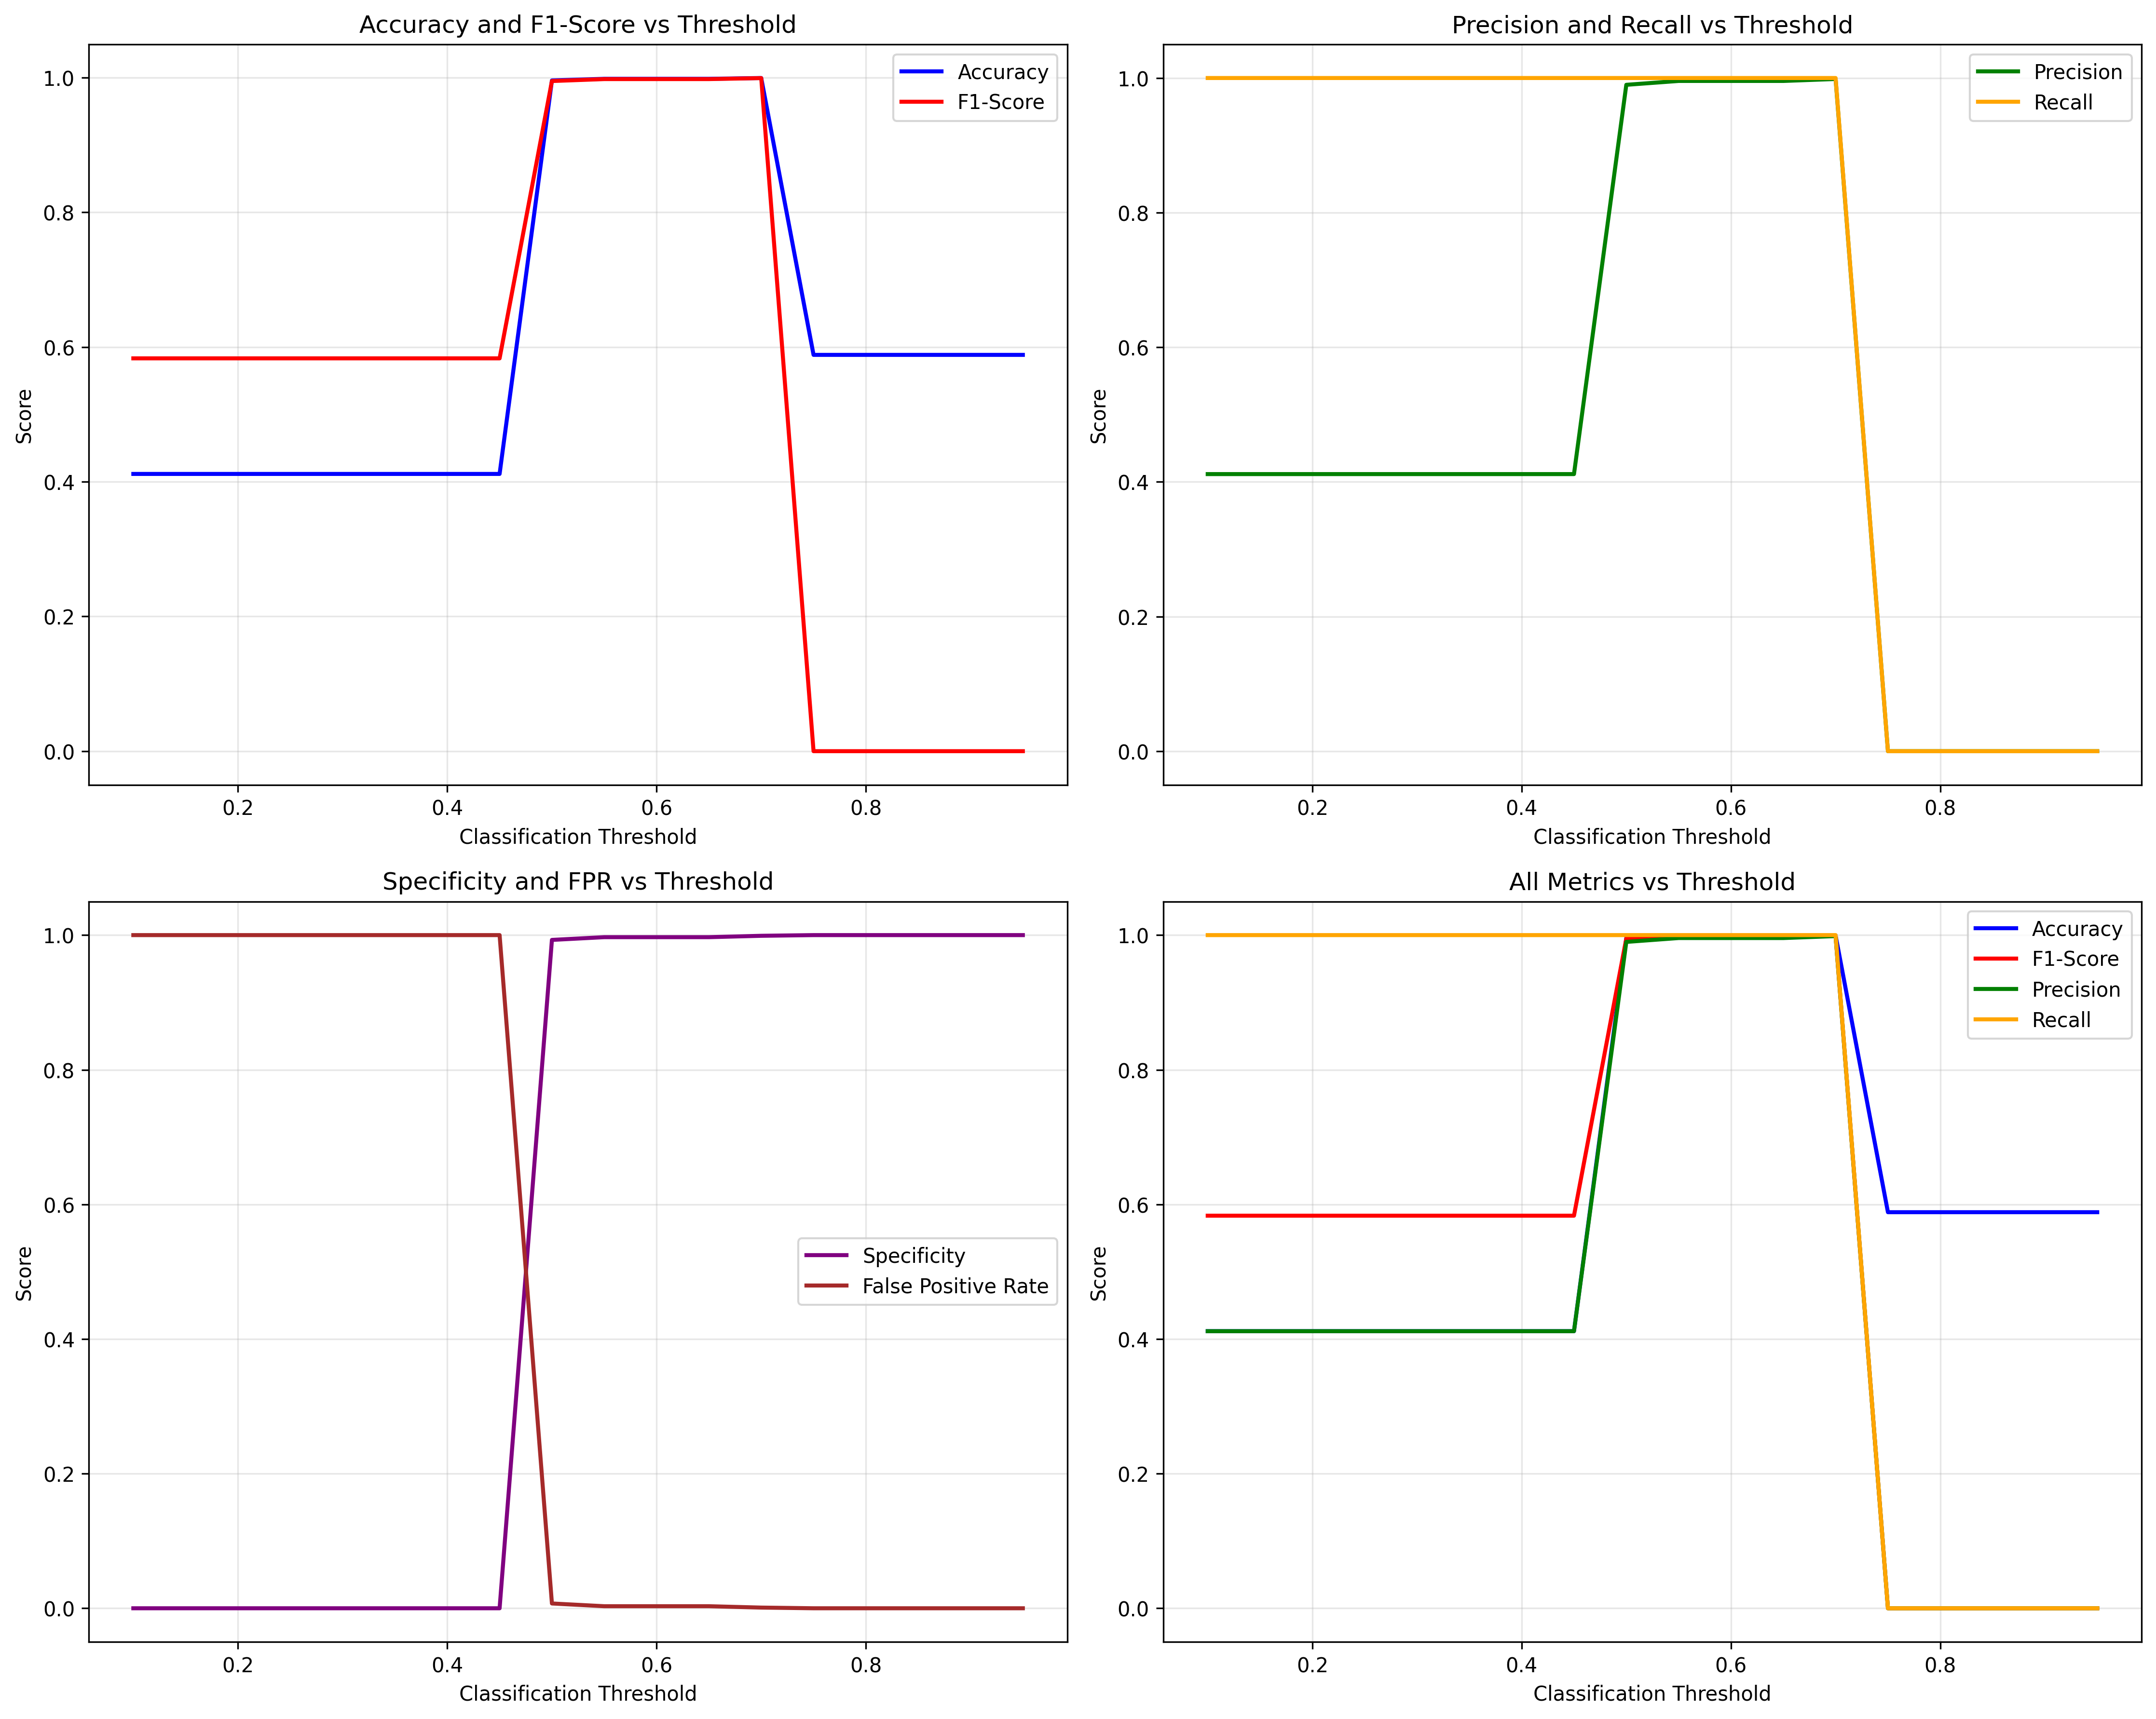 Accuracy and F1-Score vs Threshold
1.0
0.8
0.6
0.4
0.2
0.0
Score
0.2 0.4 0.6 0.8
Classification Threshold
Accuracy
F1-Score
Precision and Recall vs Threshold
1.0
0.8
0.6
0.4
0.2
0.0
Score
0.2 0.4 0.6 0.8
Classification Threshold
Precision
Recall
Specificity and FPR vs Threshold
1.0
0.8
0.6
0.4
0.2
0.0
Score
0.2 0.4 0.6 0.8
Classification Threshold
Specificity
False Positive Rate
All Metrics vs Threshold
1.0
0.8
0.6
0.4
0.2
0.0
Score
0.2 0.4 0.6 0.8
Classification Threshold
Accuracy
F1-Score
Precision
Recall